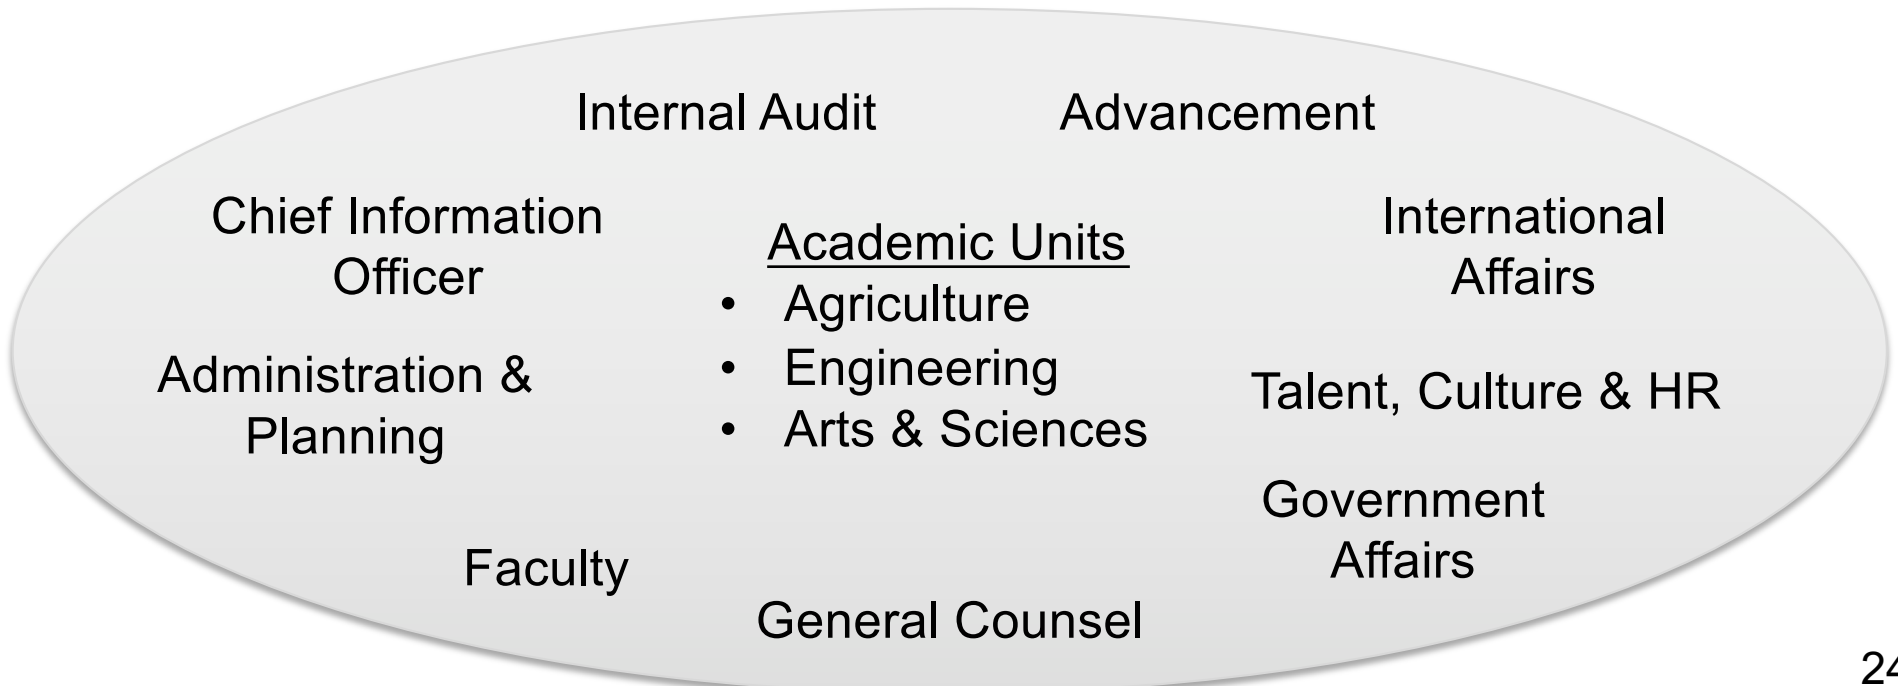 Internal Audit
Advancement
Chief Information
Officer
Academic Units
• Agriculture
• Engineering
• Arts & Sciences
International
Affairs
Administration &
Planning
Talent, Culture & HR
Government
Affairs
Faculty
General Counsel
24